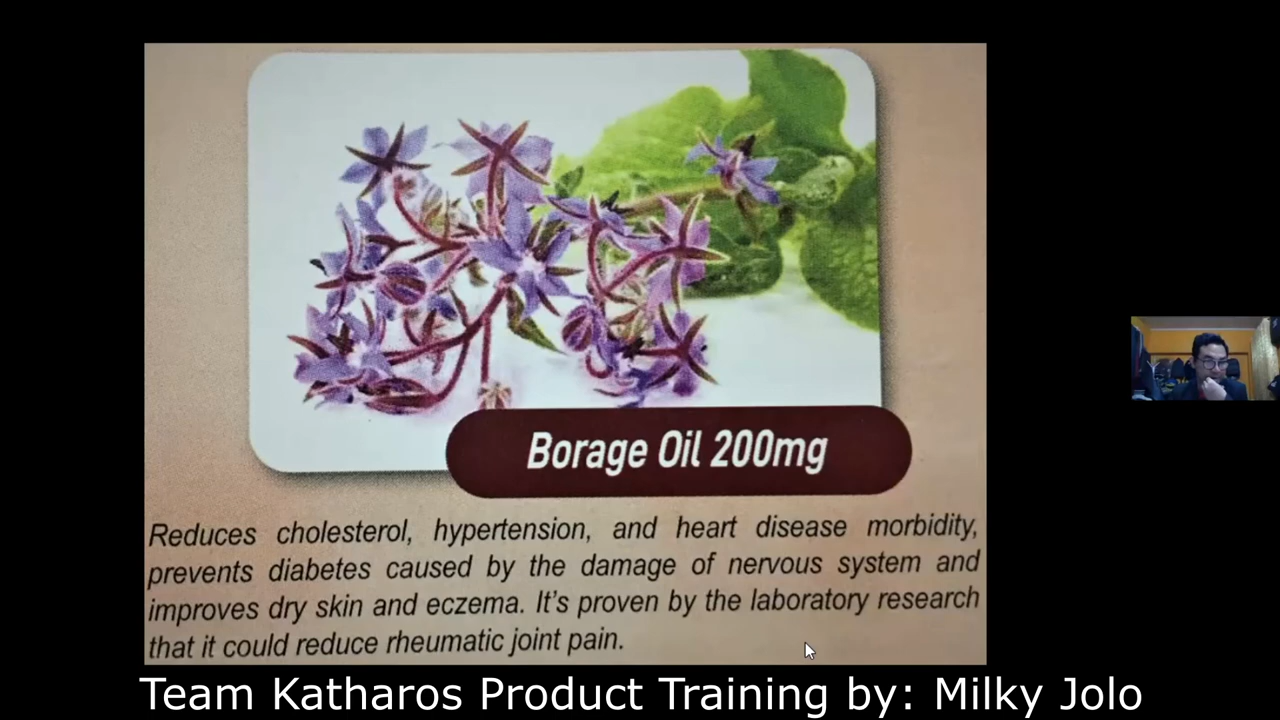 Borage Oil 200mg
Reduces cholesterol, hypertension, and heart disease morbidity,
prevents diabetes caused by the damage of nervous system and
improves dry skin and eczema. It's proven by the laboratory research
that it could reduce rheumatic joint pain.
Team Katharos Product Training by: Milky Jolo